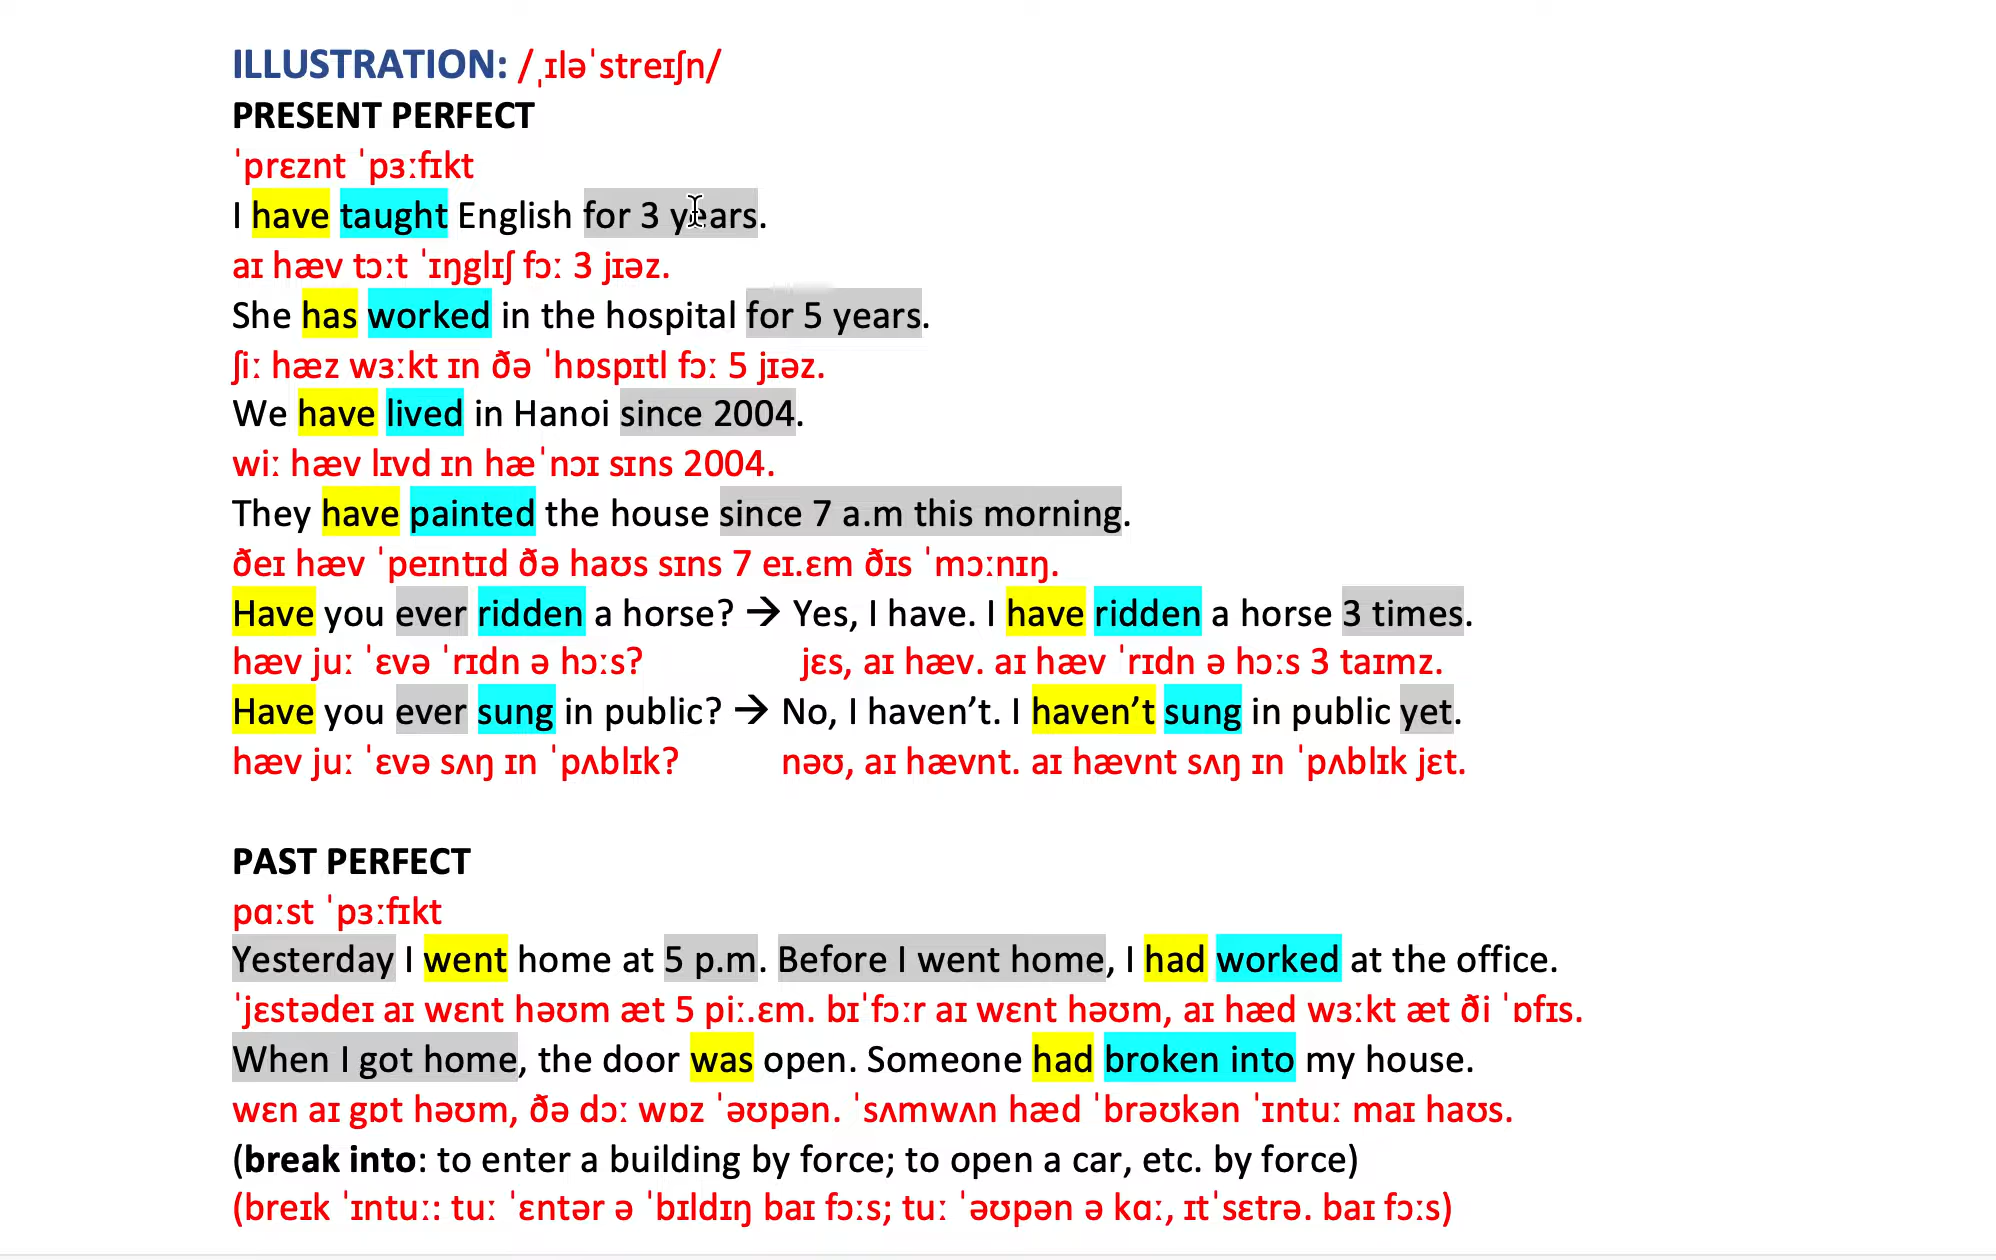 ILLUSTRATION: /ˌɪləˈstreɪʃn/
PRESENT PERFECT
ˈprɛznt ˈpɜːfɪkt
I have taught English for 3 years.
aɪ hæv tɔːt ˈɪŋglɪʃ fɔː 3 jɪəz.
She has worked in the hospital for 5 years.
ʃiː hæz wɜːkt ɪn ðə ˈhɒspɪtl fɔː 5 jɪəz.
We have lived in Hanoi since 2004.
wiː hæv lɪvd ɪn hæˈnɔɪ sɪns 2004.
They have painted the house since 7 a.m this morning.
ðeɪ hæv ˈpeɪntɪd ðə haʊs sɪns 7 eɪ.ɛm ðɪs ˈmɔːnɪŋ.
Have you ever ridden a horse? → Yes, I have. I have ridden a horse 3 times.
hæv juː ˈɛvə ˈrɪdn ə hɔːs? jɛs, aɪ hæv. aɪ hæv ˈrɪdn ə hɔːs 3 taɪmz.
Have you ever sung in public? → No, I haven’t. I haven’t sung in public yet.
hæv juː ˈɛvə sʌŋ ɪn ˈpʌblɪk? nəʊ, aɪ hævnt. aɪ hævnt sʌŋ ɪn ˈpʌblɪk jɛt.
PAST PERFECT
pɑːst ˈpɜːfɪkt
Yesterday I went home at 5 p.m. Before I went home, I had worked at the office.
ˈjɛstədeɪ aɪ wɛnt həʊm æt 5 piː.ɛm. bɪˈfɔːr aɪ wɛnt həʊm, aɪ hæd wɜːkt æt ði ˈɒfɪs.
When I got home, the door was open. Someone had broken into my house.
wɛn aɪ gɒt həʊm, ðə dɔː wɒz ˈəʊpən. ˈsʌmwʌn hæd ˈbrəʊkən ˈɪntuː maɪ haʊs.
(break into: to enter a building by force; to open a car, etc. by force)
(breɪk ˈɪntuː: tuː ˈɛntər ə ˈbɪldɪŋ baɪ fɔːs; tuː ˈəʊpən ə kɑː, ɪtˈsɛtrə. baɪ fɔːs)